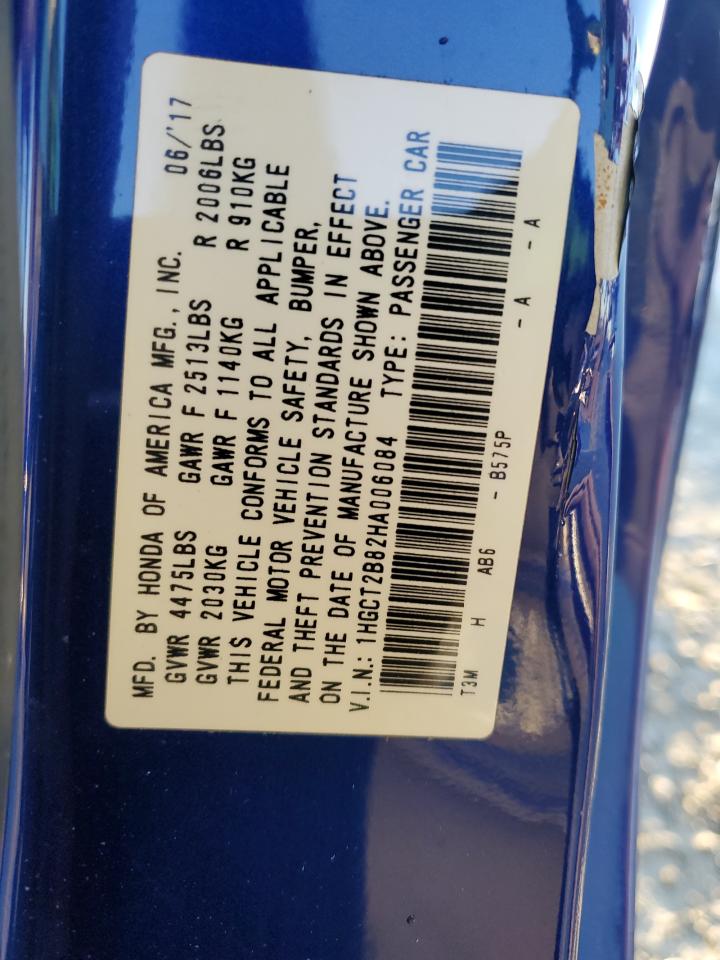 MFD. BY HONDA OF AMERICA MFG., INC. 06/'17
GVWR 4475LBS GAWR F 2513LBS R 2006LBS
GVWR 2030KG GAWR F 1140KG R 910KG
THIS VEHICLE CONFORMS TO ALL APPLICABLE
FEDERAL MOTOR VEHICLE SAFETY, BUMPER,
AND THEFT PREVENTION STANDARDS IN EFFECT
ON THE DATE OF MANUFACTURE SHOWN ABOVE.
V.I.N.: 1HGCT2B82HA006084 TYPE: PASSENGER CAR
T3M H AB6 - B575P - A - A